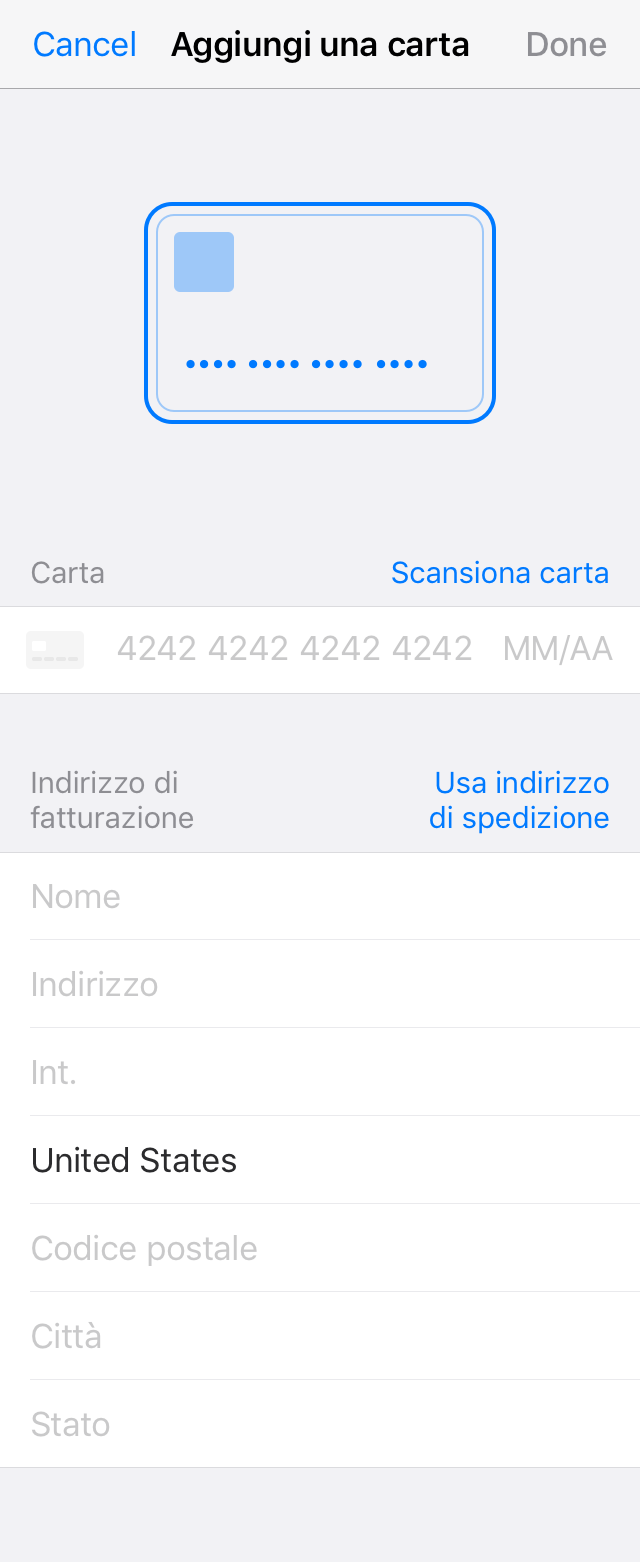 Cancel Aggiungi una carta Done
Carta Scansiona carta
4242 4242 4242 4242 MM/AA
Indirizzo di fatturazione
Usa indirizzo di spedizione
Nome
Indirizzo
Int.
United States
Codice postale
Città
Stato